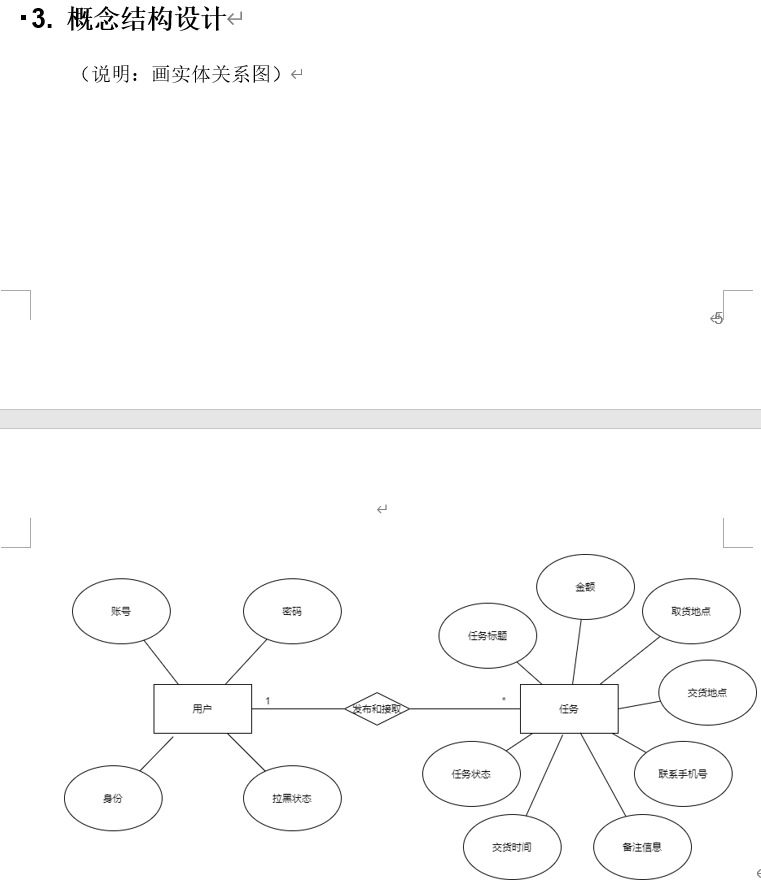 3. 概念结构设计
（说明：画实体关系图）
5
金额
账号
密码
取货地点
任务标题
交货地点
用户
1
发布和接取
*
任务
任务状态
联系手机号
身份
拉黑状态
交货时间
备注信息